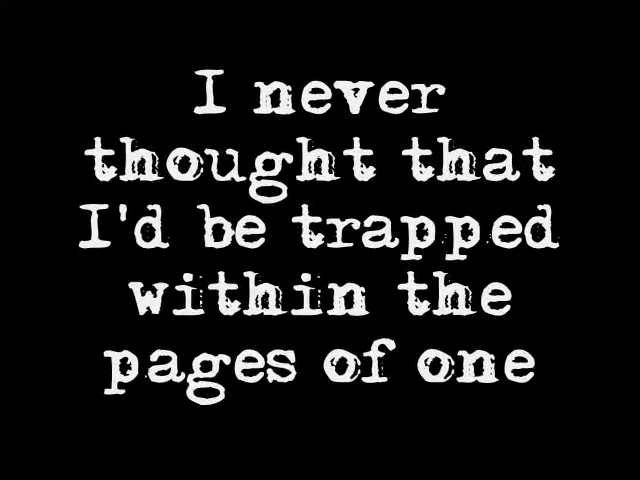 I never
thought that
I'd be trapped
within the
pages of one